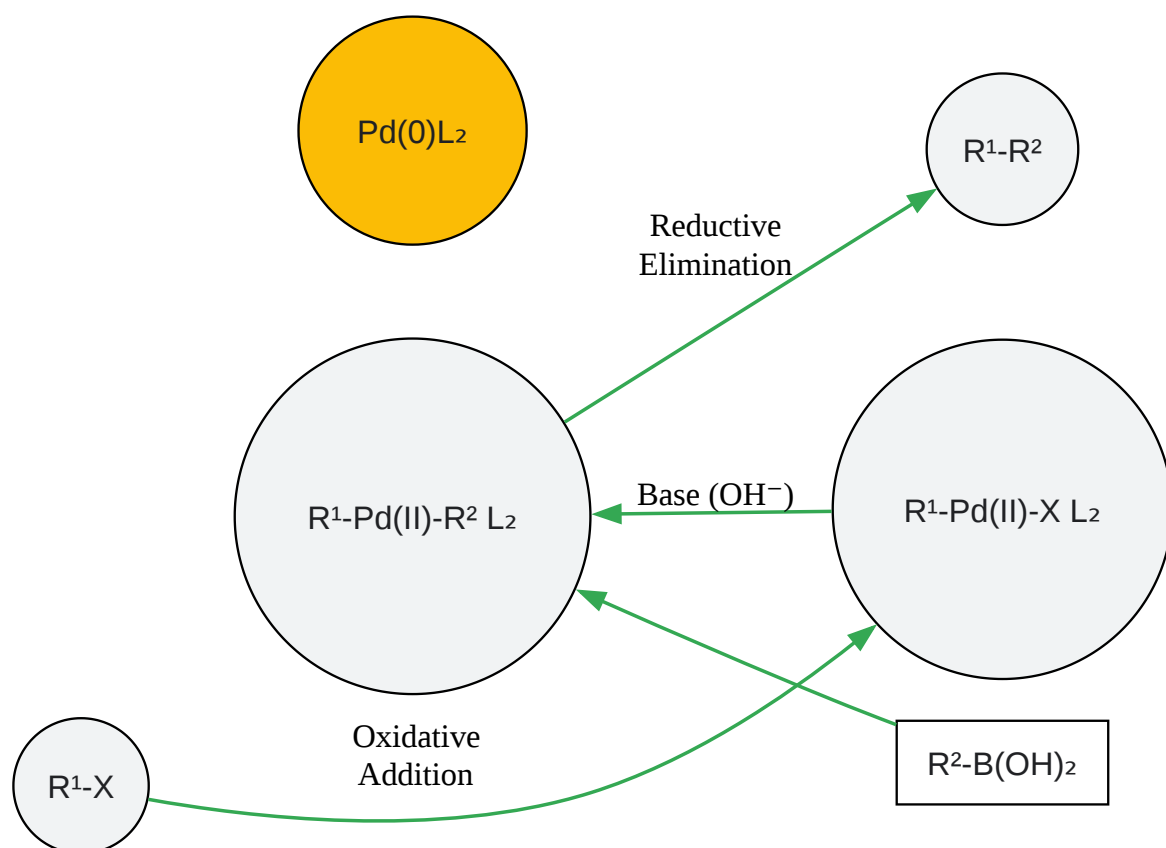 Pd(0)L₂
R¹-R²
Reductive
Elimination
R¹-Pd(II)-R² L₂
Base (OH⁻)
R¹-Pd(II)-X L₂
Oxidative
Addition
R¹-X
R²-B(OH)₂